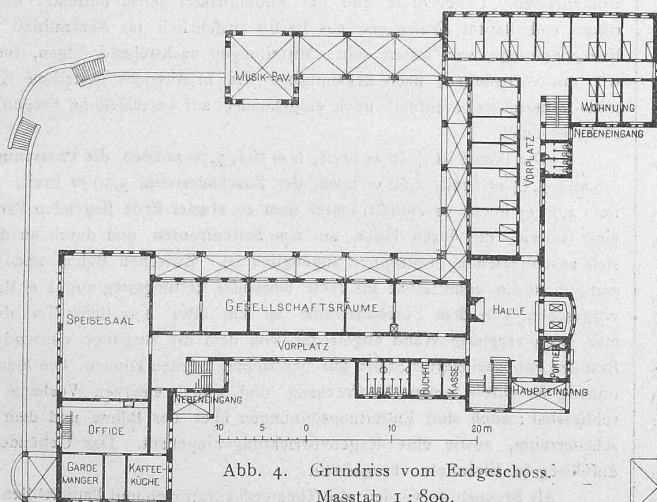 MUSIK-PAV.
WOHNUNG
NEBENEINGANG
VORPLATZ
SPEISESAAL
GESELLSCHAFTSRÄUME
HALLE
VORPLATZ
PORTIER
BUCHHTG
KASSE
HAUPTEINGANG
NEBENEINGANG
OFFICE
GARDE
MANGER
KAFFEE-
KÜCHE
10 5 0 10 20 m
Abb. 4. Grundriss vom Erdgeschoss.
Masstab 1 : 800.